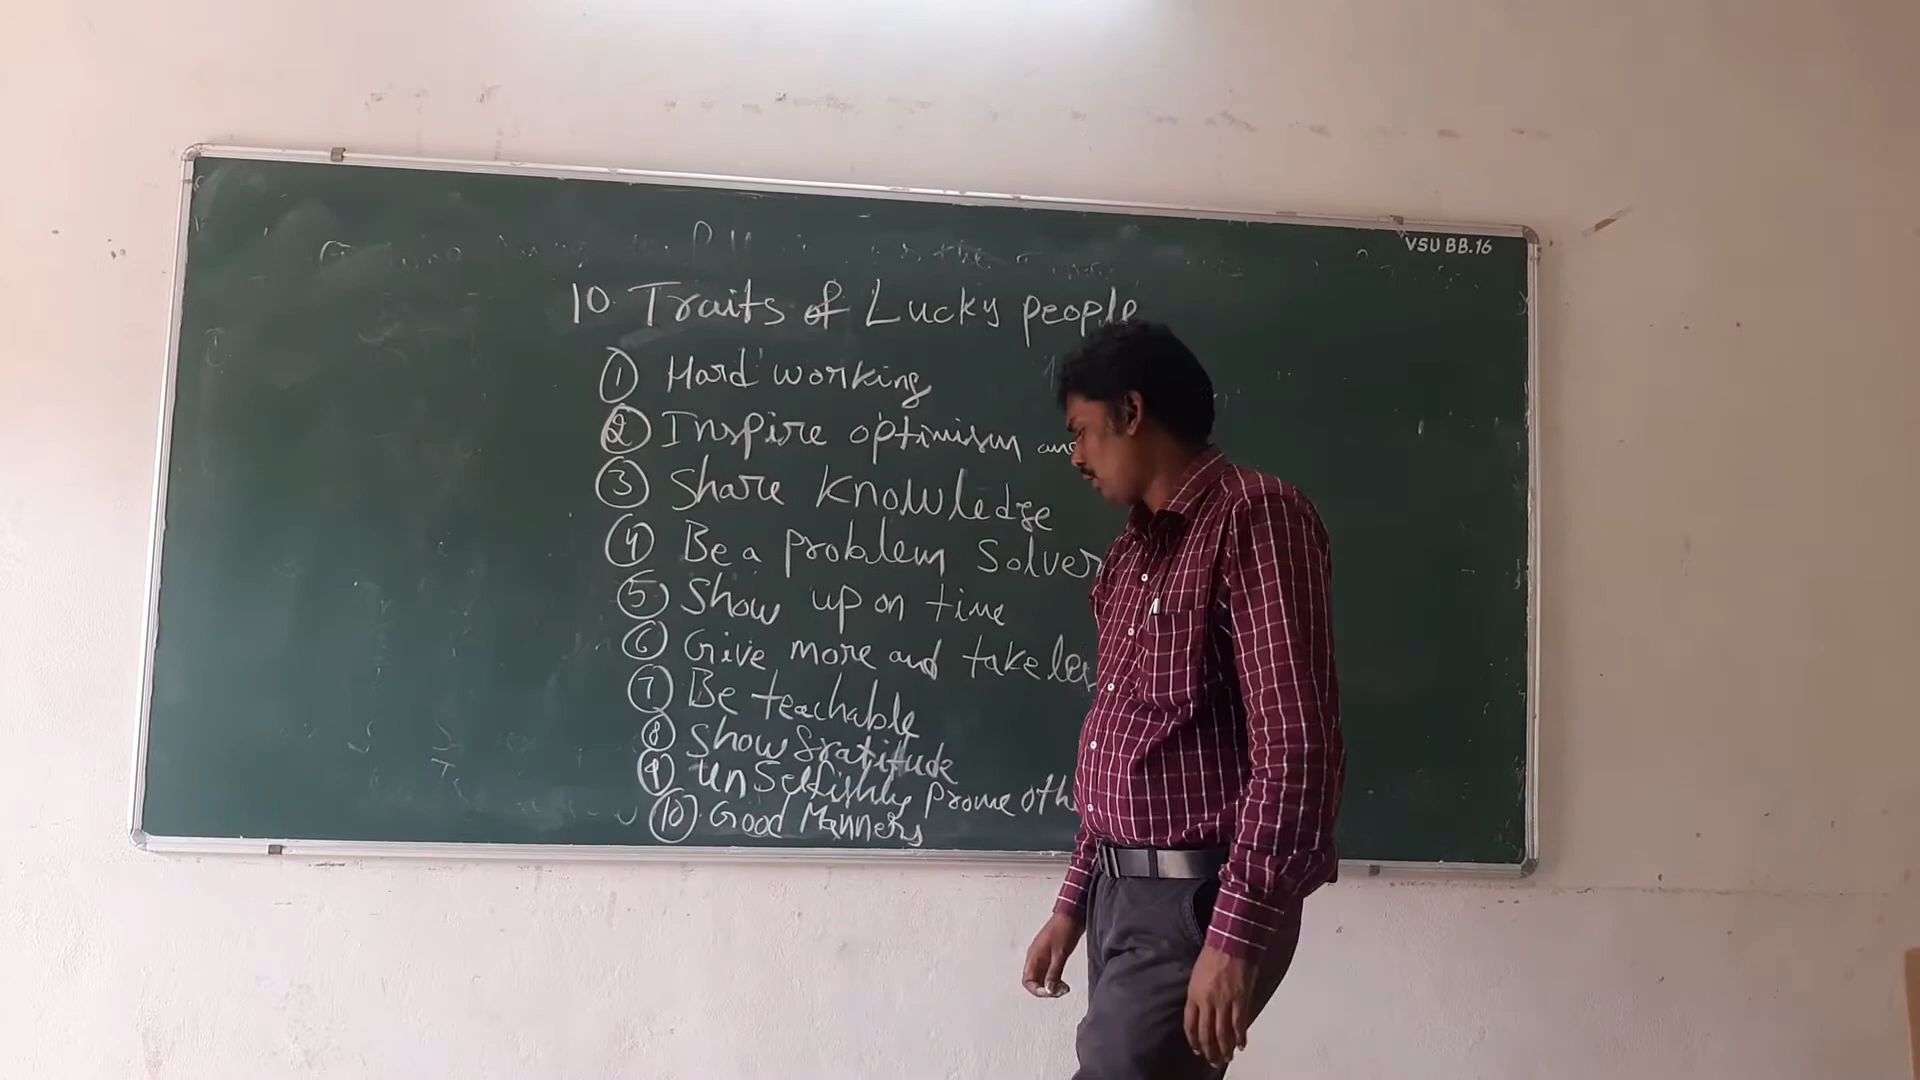 VSU BB.16
10 Traits of Lucky people
1 Hard working
2 Inspire optimism and
3 Share Knowledge
4 Be a problem Solver
5 Show up on time
6 Give more and take les
7 Be teachable
8 Show gratitude
9 unselfishly prome oth
10 Good Manners